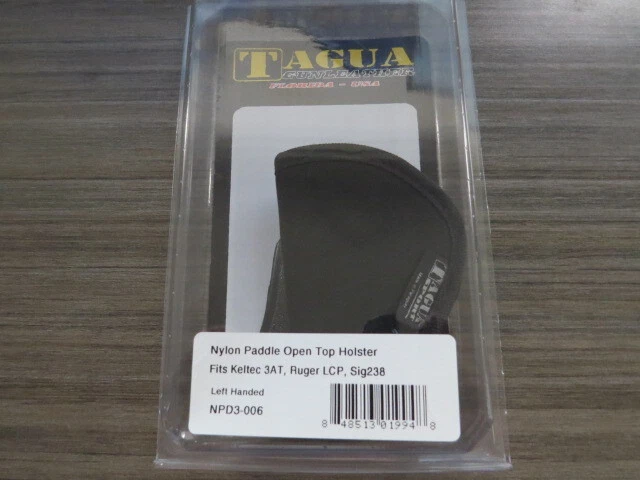 TAGUA
GUNLEATHER
FLORIDA - USA
TAGUA
Nylon Paddle Open Top Holster
Fits Keltec 3AT, Ruger LCP, Sig238
Left Handed
NPD3-006
8 48513 01994 8